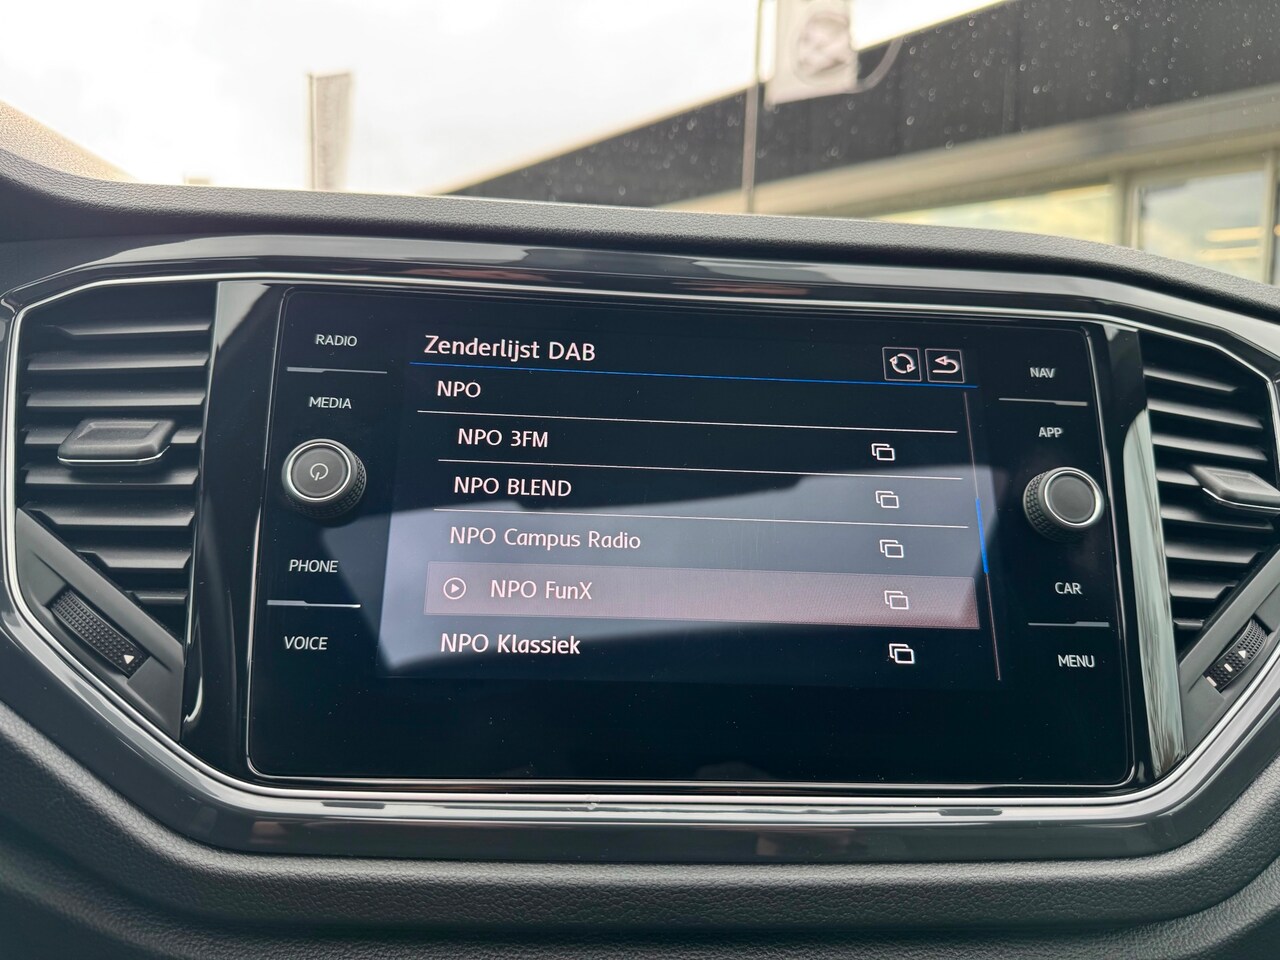 RADIO
MEDIA
PHONE
VOICE
Zenderlijst DAB
NPO
NPO 3FM
NPO BLEND
NPO Campus Radio
NPO FunX
NPO Klassiek
NAV
APP
CAR
MENU